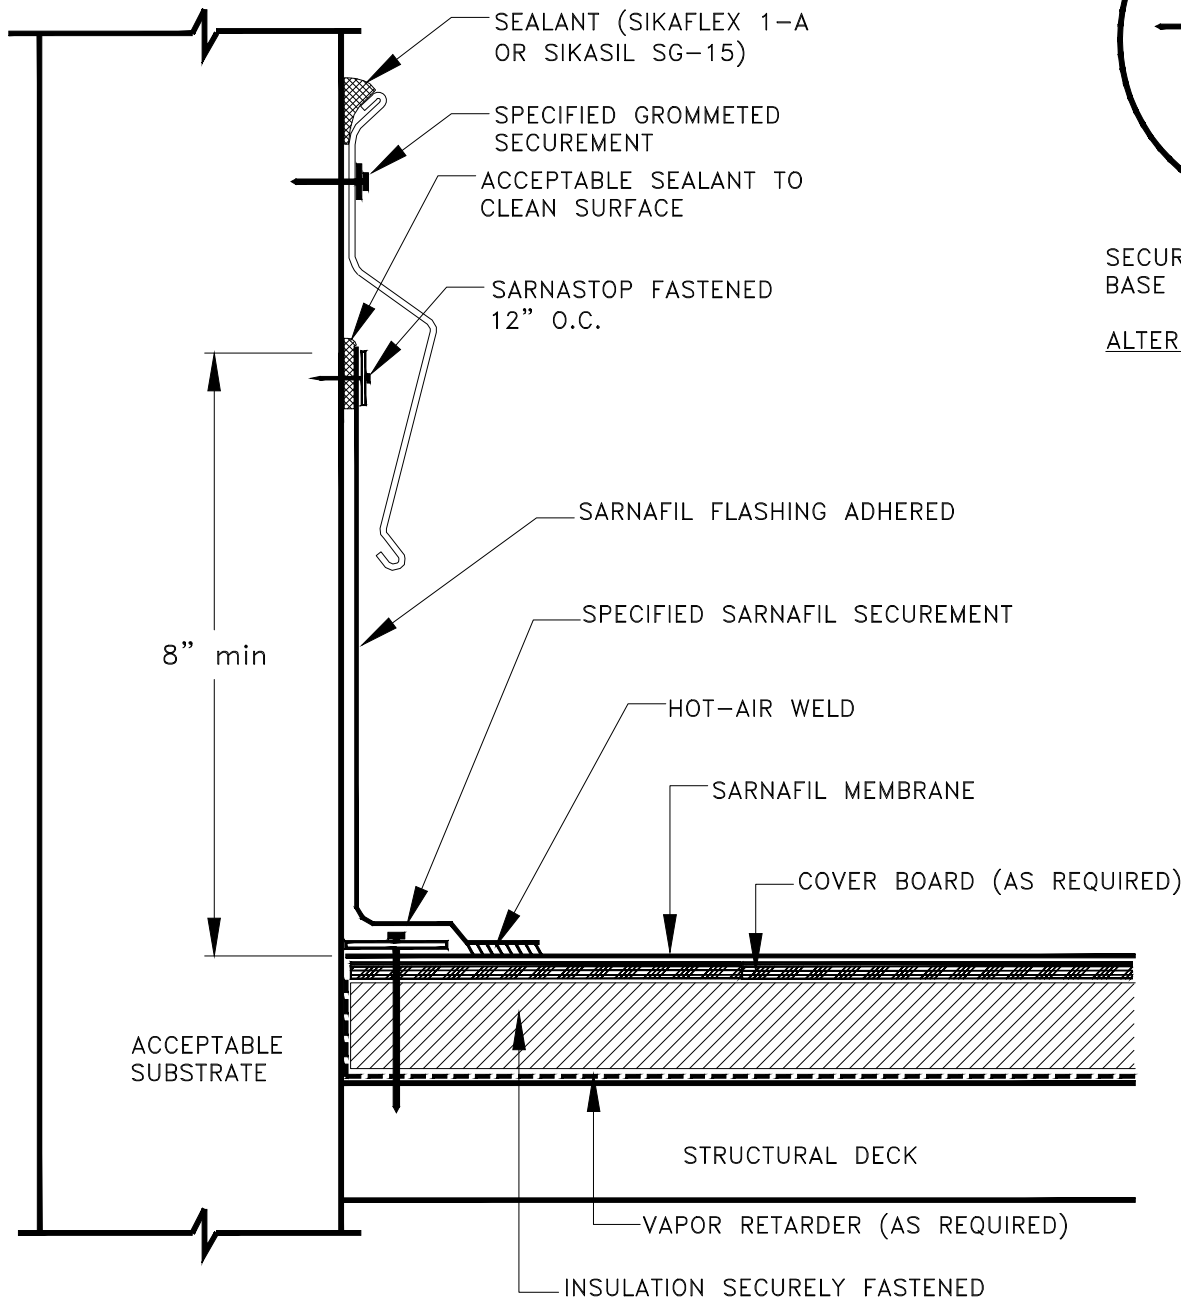 SEALANT (SIKAFLEX 1-A
OR SIKASIL SG-15)
SPECIFIED GROMMETED
SECUREMENT
ACCEPTABLE SEALANT TO
CLEAN SURFACE
SARNASTOP FASTENED
12" O.C.
SARNAFIL FLASHING ADHERED
SPECIFIED SARNAFIL SECUREMENT
8" min
HOT-AIR WELD
SARNAFIL MEMBRANE
COVER BOARD (AS REQUIRED)
ACCEPTABLE
SUBSTRATE
STRUCTURAL DECK
VAPOR RETARDER (AS REQUIRED)
INSULATION SECURELY FASTENED
SECUR
BASE
ALTER